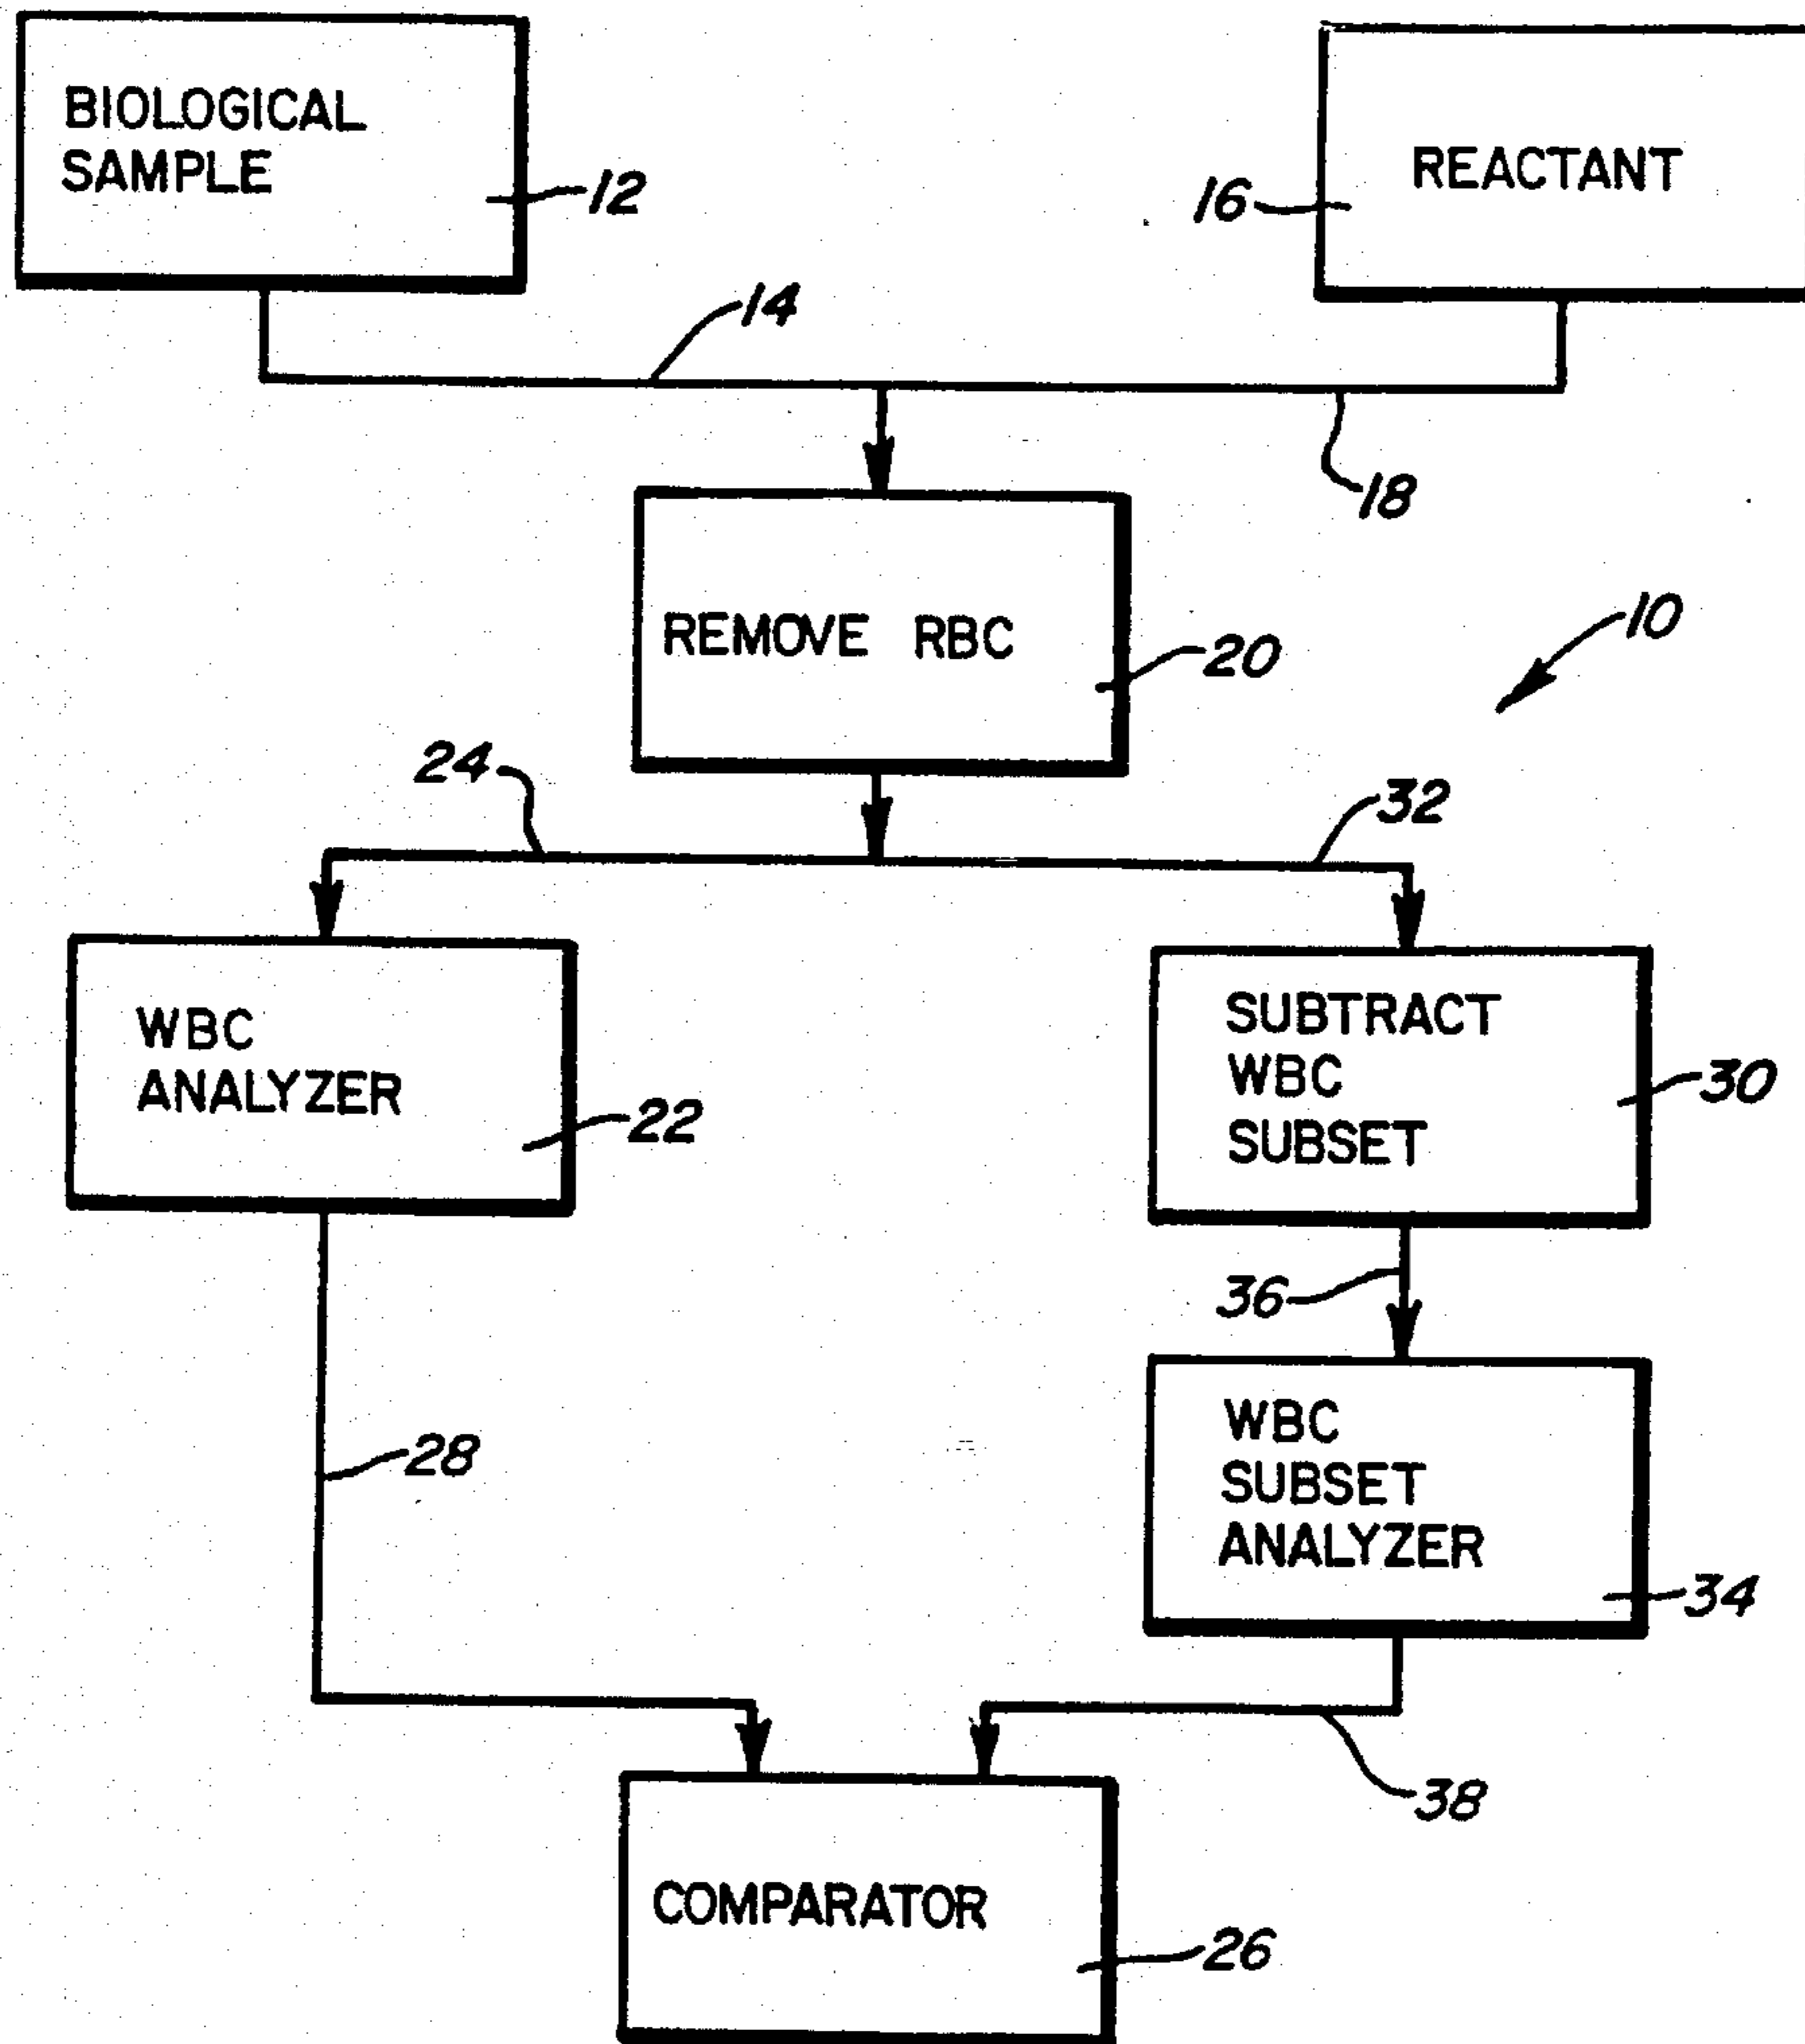 BIOLOGICAL
SAMPLE
12
REACTANT
16
14
18
REMOVE RBC
20
10
24
32
WBC
ANALYZER
22
SUBTRACT
WBC
SUBSET
30
36
WBC
SUBSET
ANALYZER
34
28
38
COMPARATOR
26